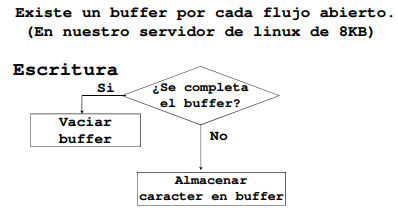 Existe un buffer por cada flujo abierto.
(En nuestro servidor de linux de 8KB)
Escritura
Si
¿Se completa
el buffer?
Vaciar
buffer
No
Almacenar
caracter en buffer